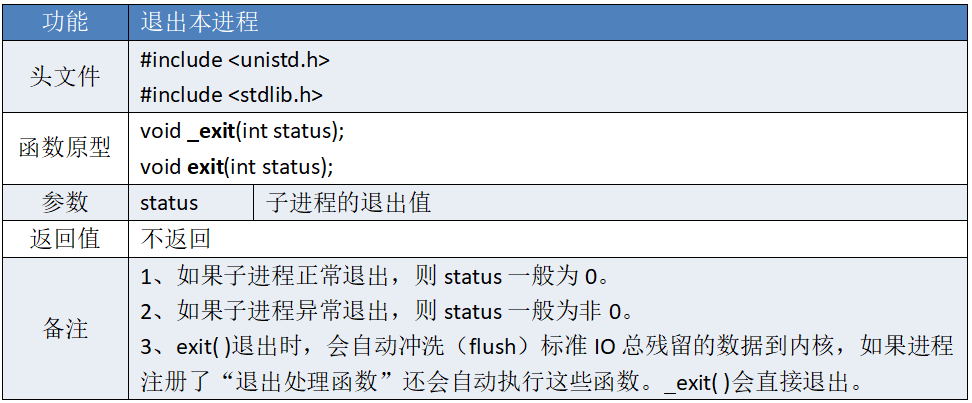 功能 退出本进程
头文件 #include <unistd.h>
#include <stdlib.h>
函数原型 void _exit(int status);
void exit(int status);
参数 status 子进程的退出值
返回值 不返回
备注 1、如果子进程正常退出，则 status 一般为 0。
2、如果子进程异常退出，则 status 一般为非 0。
3、exit( )退出时，会自动冲洗（flush）标准 IO 总残留的数据到内核，如果进程
注册了“退出处理函数”还会自动执行这些函数。_exit( )会直接退出。